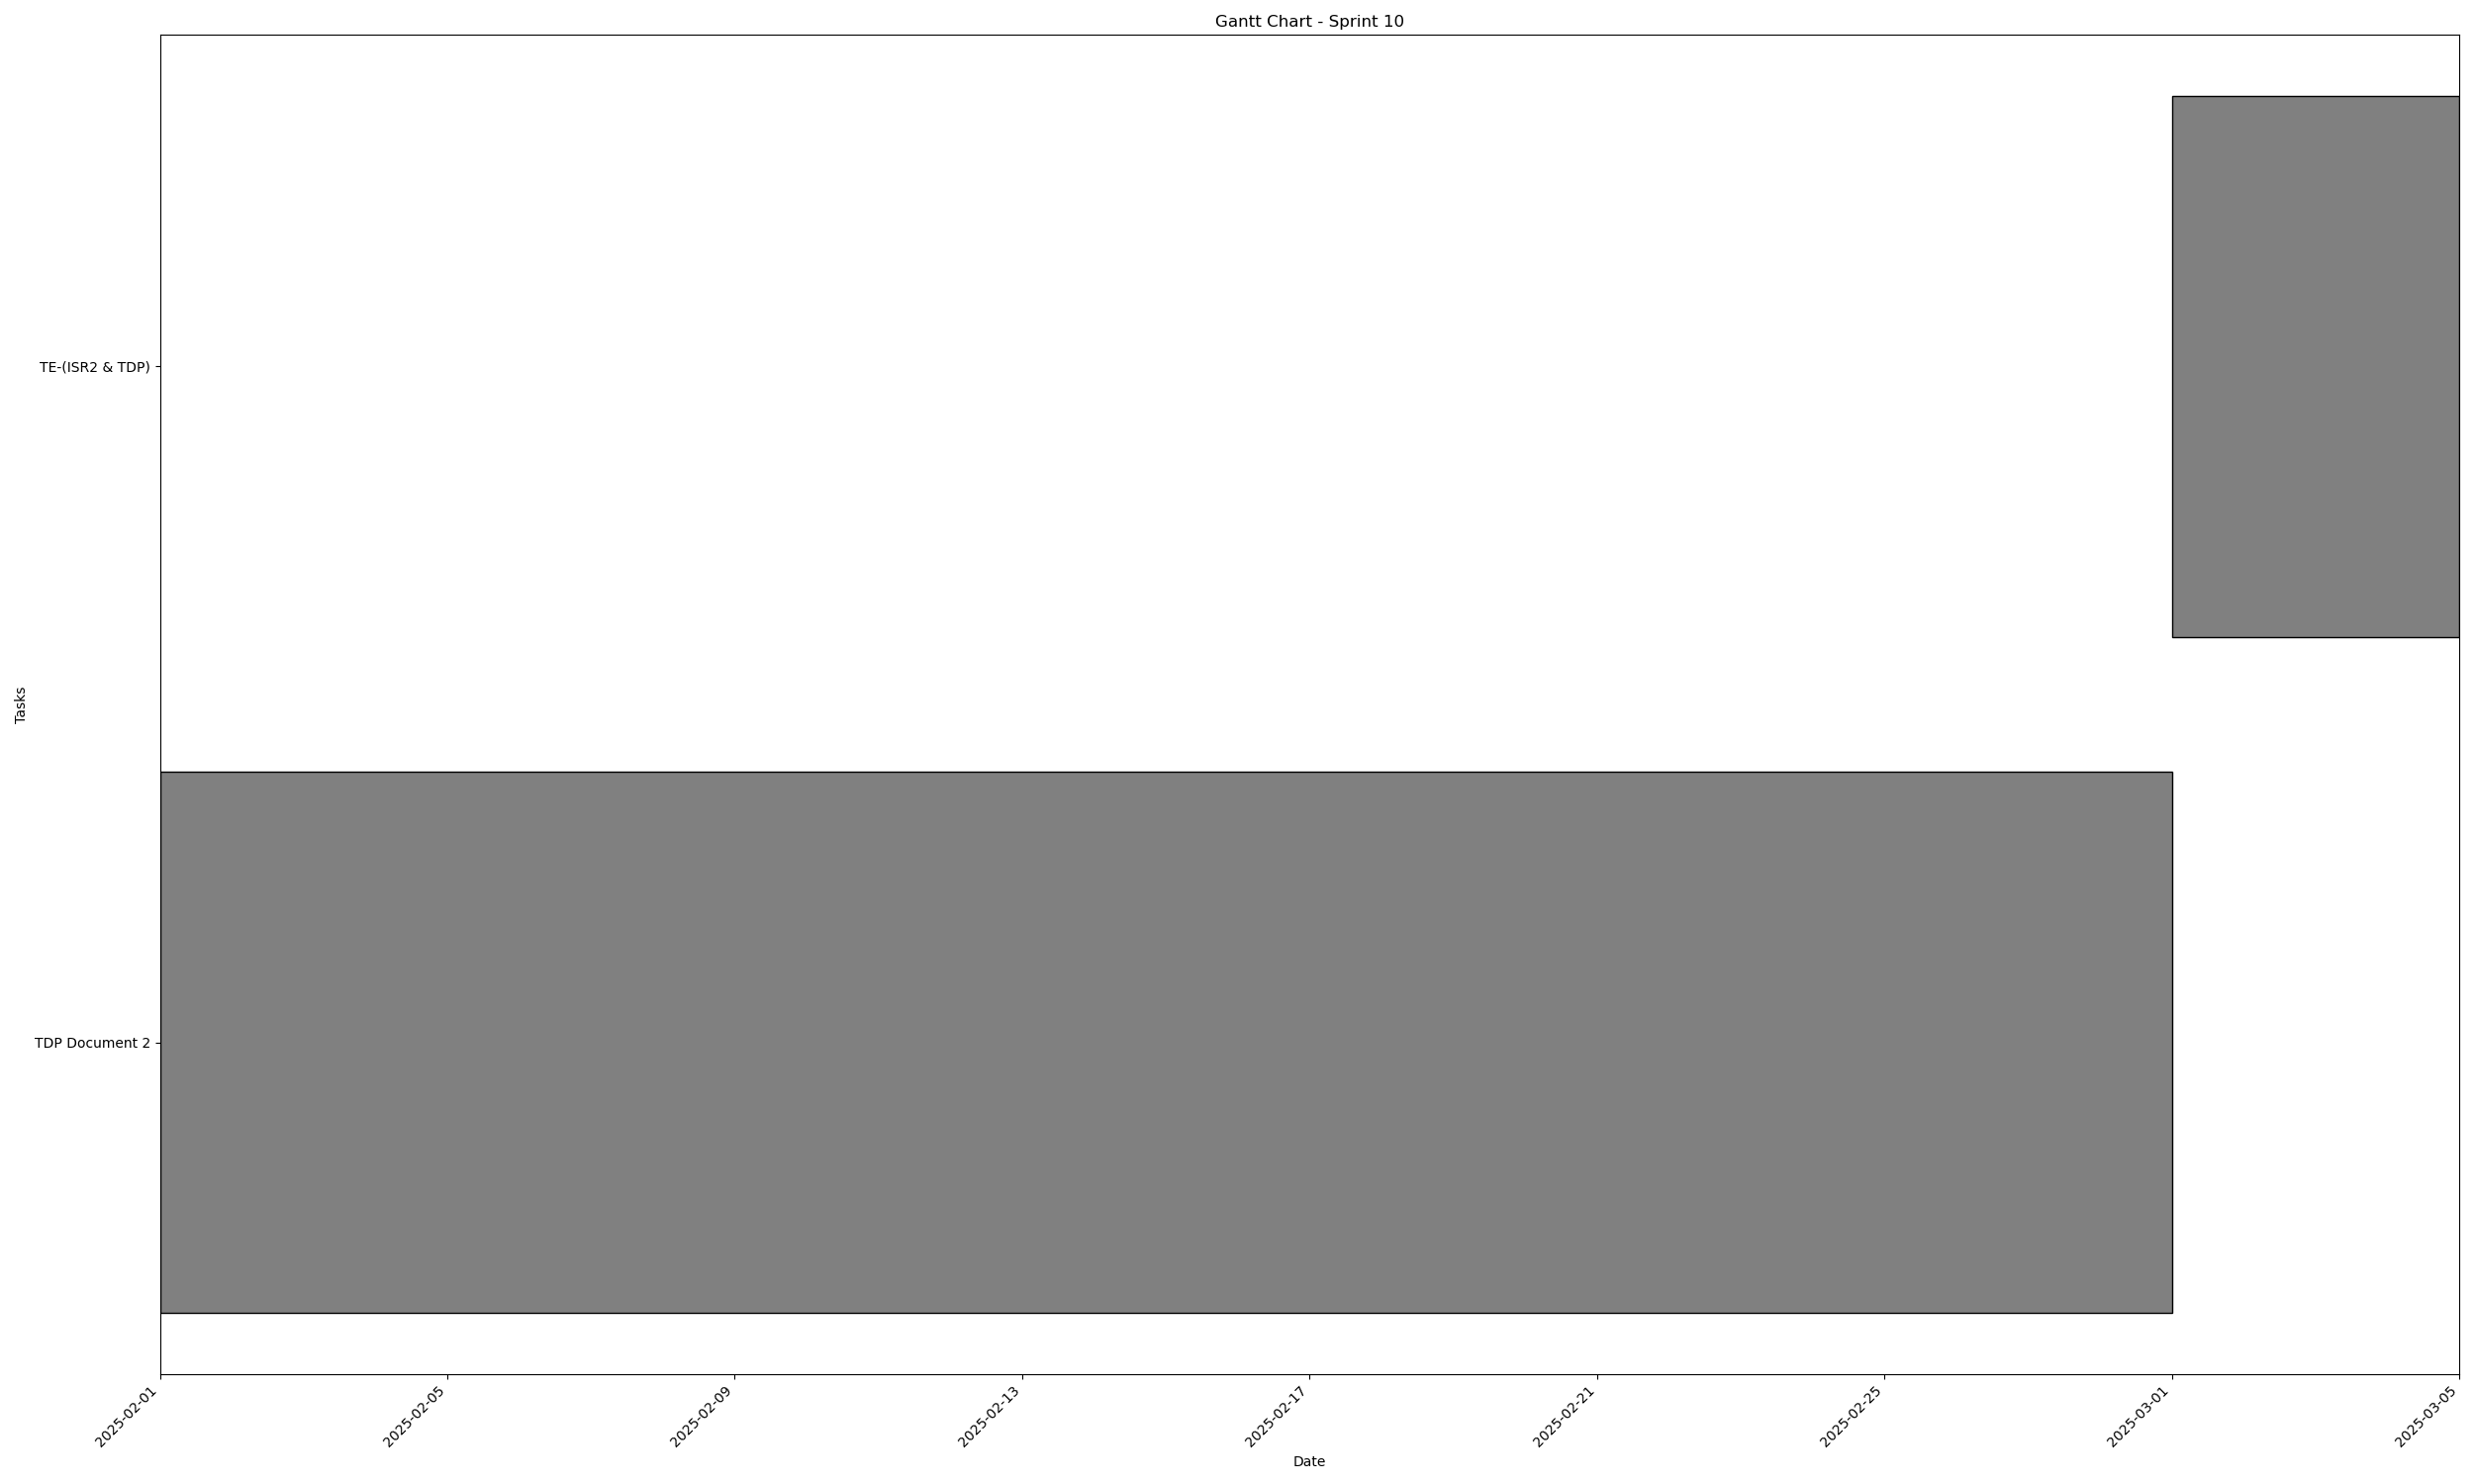 Gantt Chart - Sprint 10
Tasks
TE-(ISR2 & TDP)
TDP Document 2
2025-02-01
2025-02-05
2025-02-09
2025-02-13
2025-02-17
2025-02-21
2025-02-25
2025-03-01
2025-03-05
Date